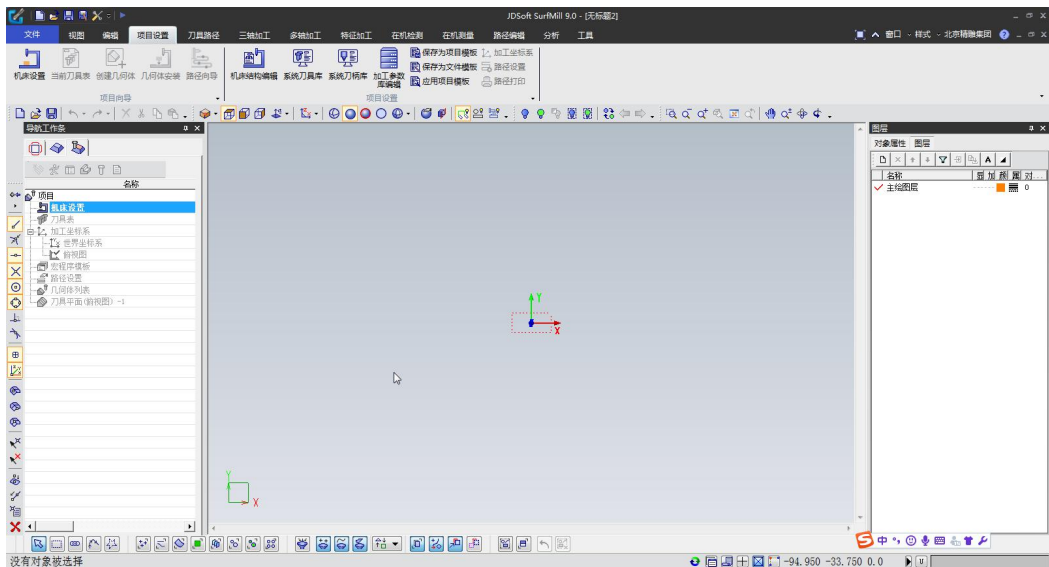 JDSoft SurfMill 9.0 - [无标题2]
文件 视图 编辑 项目设置 刀具路径 三轴加工 多轴加工 特征加工 在机检测 在机测量 路径编辑 分析 工具 窗口 样式 北京精雕集团
机床设置 当前刀具表 创建几何体 几何体安装 路径向导 机床结构编辑 系统刀具库 系统刀柄库 加工参数库编辑
保存为项目模板 加工坐标系
保存为文件模板 路径设置
应用项目模板 路径打印
项目向导 项目设置
导航工作条
名称
项目
机床设置
刀具表
加工坐标系
世界坐标系
俯视图
宏程序模板
路径设置
几何体列表
刀具平面(俯视图)-1
Y
X
Y
X
图层
对象属性 图层
A
名称 显 加 颜 属 对...
主绘图层 0
中
没有对象被选择 -94.950 -33.750 0.0 U